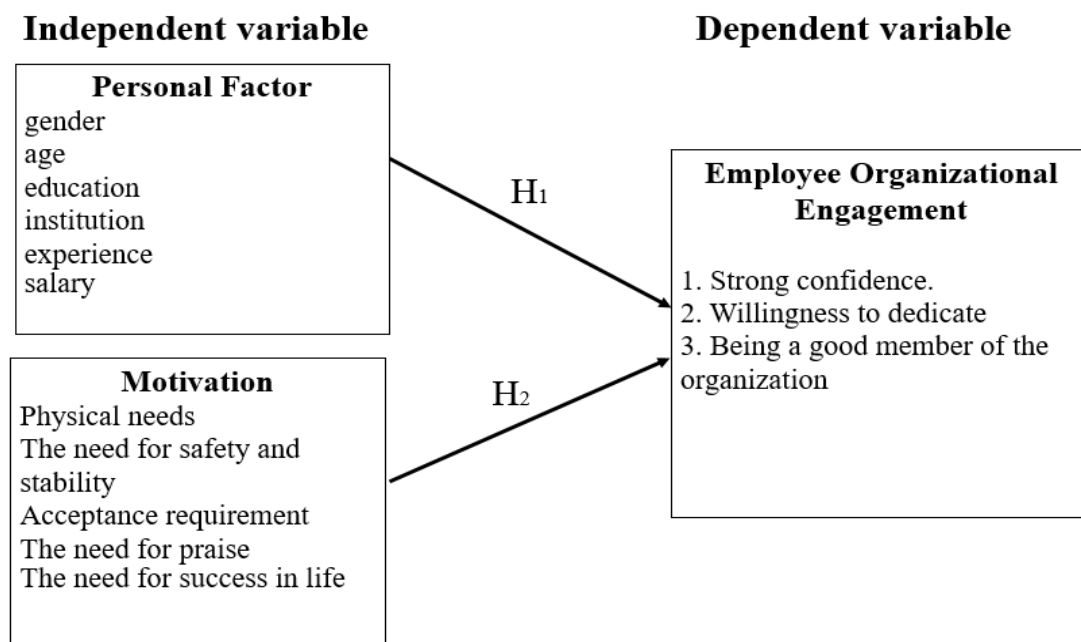 Independent variable
Dependent variable
Personal Factor
gender
age
education
institution
experience
salary
H1
Employee Organizational
Engagement
1. Strong confidence.
2. Willingness to dedicate
3. Being a good member of the
organization
Motivation
Physical needs
The need for safety and
stability
Acceptance requirement
The need for praise
The need for success in life
H2